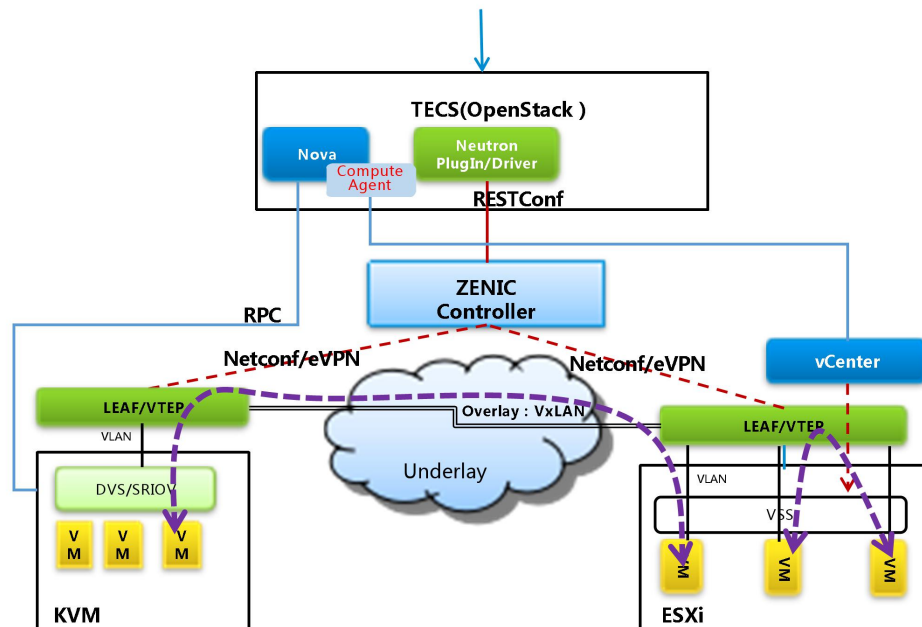 TECS(OpenStack )
Nova
Neutron
PlugIn/Driver
Compute
Agent
RESTConf
ZENIC
Controller
RPC
Netconf/eVPN
Netconf/eVPN
vCenter
LEAF/VTEP
Overlay : VxLAN
LEAF/VTEP
VLAN
Underlay
VLAN
DVS/SRIOV
VSS
V
M
V
M
V
M
VM
VM
VM
KVM
ESXi